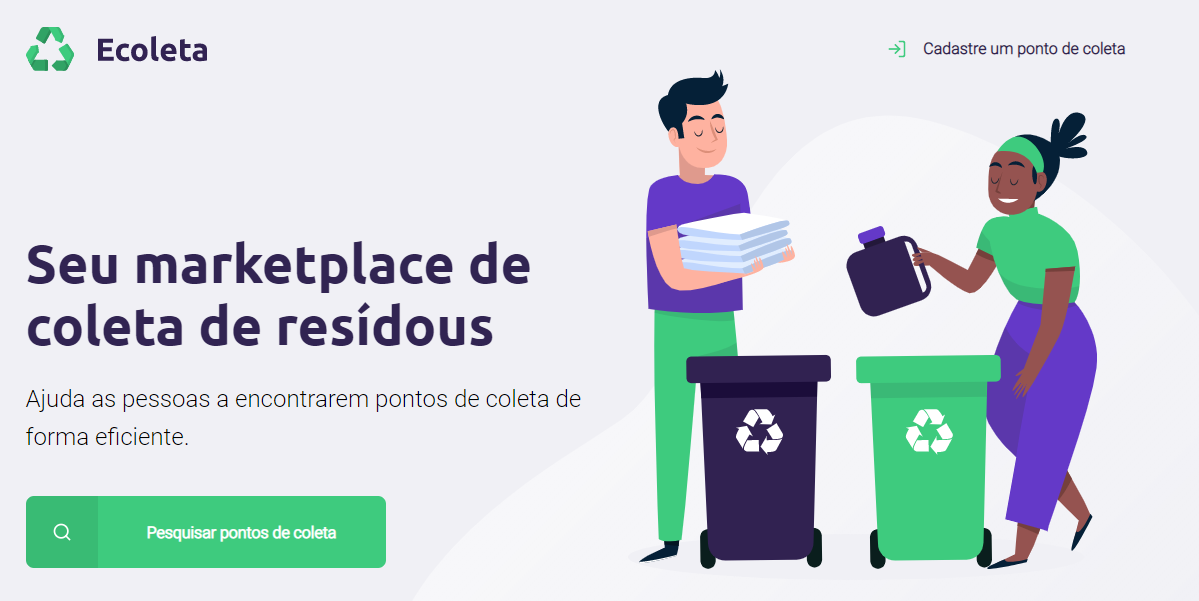 Ecoleta
Cadastre um ponto de coleta
Seu marketplace de
coleta de resídous
Ajuda as pessoas a encontrarem pontos de coleta de
forma eficiente.
Pesquisar pontos de coleta